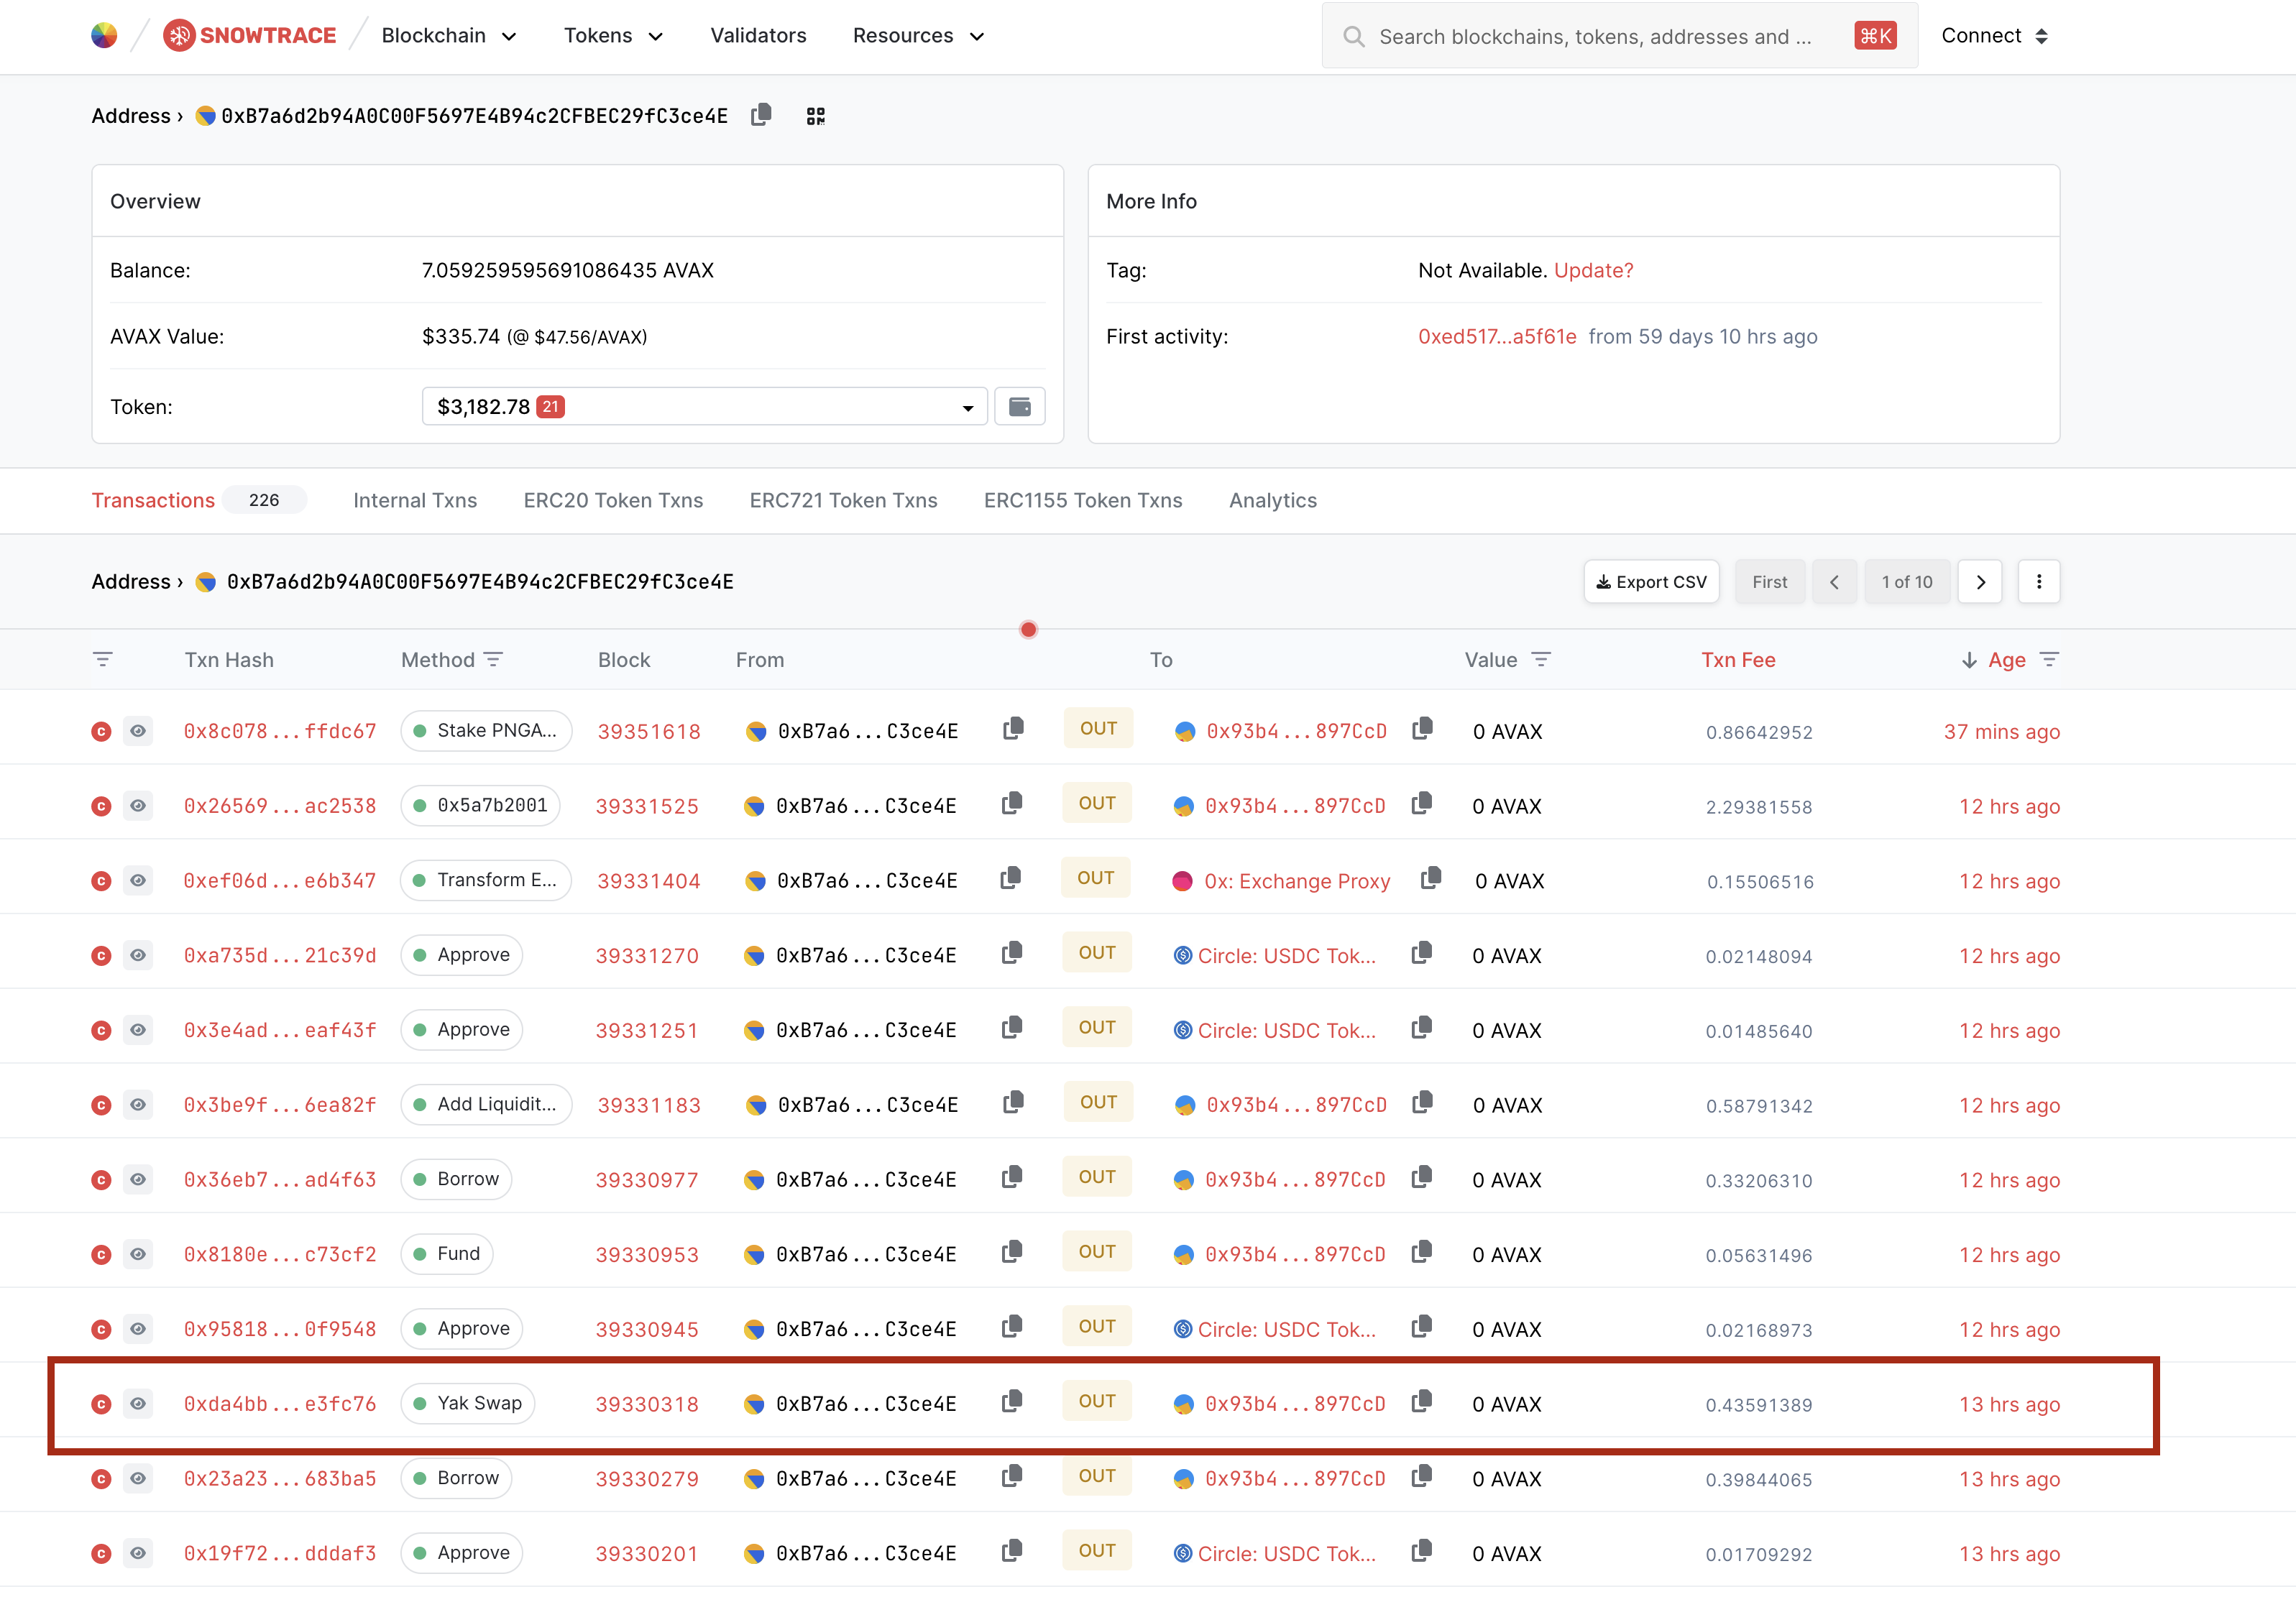 SNOWTRACE Blockchain Tokens Validators Resources Search blockchains, tokens, addresses and ... ⌘K Connect
Address › 0xB7a6d2b94A0C00F5697E4B94c2CFBEC29fC3ce4E
Overview
Balance: 7.059259595691086435 AVAX
AVAX Value: $335.74 (@ $47.56/AVAX)
Token: $3,182.78 21
More Info
Tag: Not Available. Update?
First activity: 0xed517...a5f61e from 59 days 10 hrs ago
Transactions 226 Internal Txns ERC20 Token Txns ERC721 Token Txns ERC1155 Token Txns Analytics
Address › 0xB7a6d2b94A0C00F5697E4B94c2CFBEC29fC3ce4E Export CSV First 1 of 10
Txn Hash Method Block From To Value Txn Fee Age
C 0x8c078...ffdc67 Stake PNGA... 39351618 0xB7a6...C3ce4E OUT 0x93b4...897CcD 0 AVAX 0.86642952 37 mins ago
C 0x26569...ac2538 0x5a7b2001 39331525 0xB7a6...C3ce4E OUT 0x93b4...897CcD 0 AVAX 2.29381558 12 hrs ago
C 0xef06d...e6b347 Transform E... 39331404 0xB7a6...C3ce4E OUT 0x: Exchange Proxy 0 AVAX 0.15506516 12 hrs ago
C 0xa735d...21c39d Approve 39331270 0xB7a6...C3ce4E OUT Circle: USDC Tok... 0 AVAX 0.02148094 12 hrs ago
C 0x3e4ad...eaf43f Approve 39331251 0xB7a6...C3ce4E OUT Circle: USDC Tok... 0 AVAX 0.01485640 12 hrs ago
C 0x3be9f...6ea82f Add Liquidit... 39331183 0xB7a6...C3ce4E OUT 0x93b4...897CcD 0 AVAX 0.58791342 12 hrs ago
C 0x36eb7...ad4f63 Borrow 39330977 0xB7a6...C3ce4E OUT 0x93b4...897CcD 0 AVAX 0.33206310 12 hrs ago
C 0x8180e...c73cf2 Fund 39330953 0xB7a6...C3ce4E OUT 0x93b4...897CcD 0 AVAX 0.05631496 12 hrs ago
C 0x95818...0f9548 Approve 39330945 0xB7a6...C3ce4E OUT Circle: USDC Tok... 0 AVAX 0.02168973 12 hrs ago
C 0xda4bb...e3fc76 Yak Swap 39330318 0xB7a6...C3ce4E OUT 0x93b4...897CcD 0 AVAX 0.43591389 13 hrs ago
C 0x23a23...683ba5 Borrow 39330279 0xB7a6...C3ce4E OUT 0x93b4...897CcD 0 AVAX 0.39844065 13 hrs ago
C 0x19f72...dddaf3 Approve 39330201 0xB7a6...C3ce4E OUT Circle: USDC Tok... 0 AVAX 0.01709292 13 hrs ago